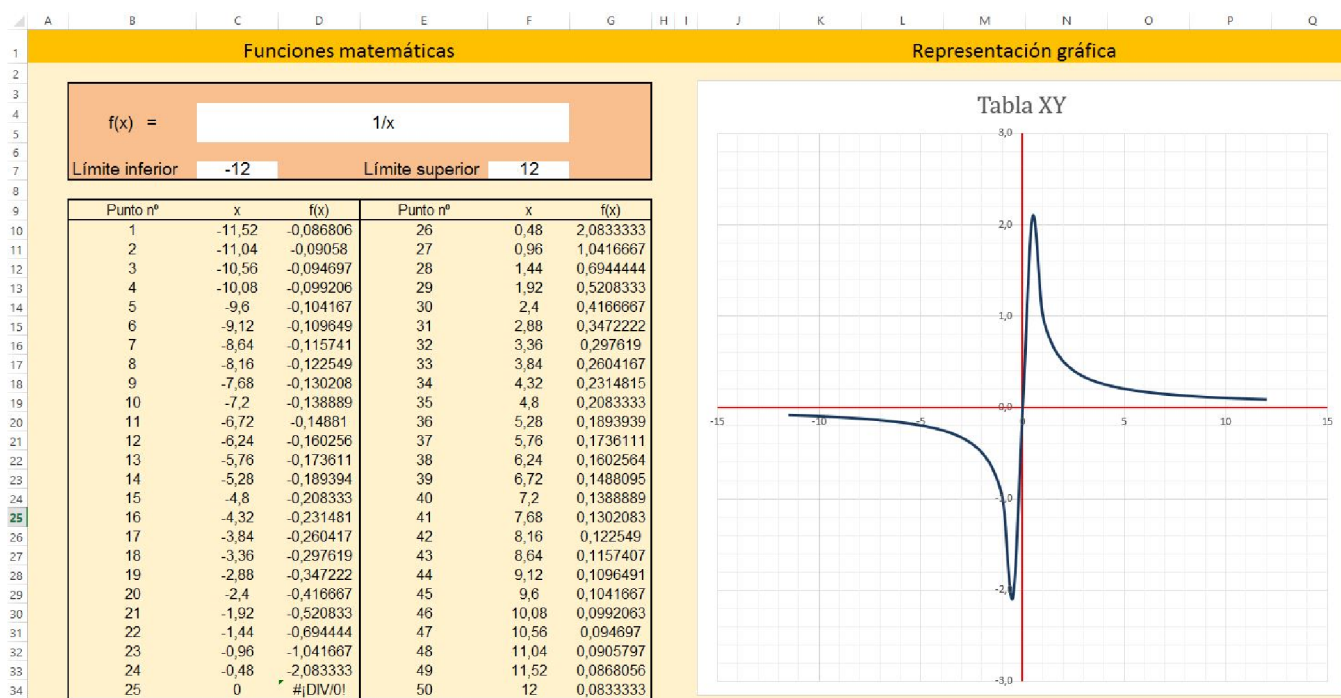 A B C D E F G H I J K L M N O P Q
1 Funciones matemáticas Representación gráfica
2
3
4 f(x) = 1/x
5
6
7 Límite inferior -12 Límite superior 12
8
9 Punto nº x f(x) Punto nº x f(x)
10 1 -11,52 -0,086806 26 0,48 2,0833333
11 2 -11,04 -0,09058 27 0,96 1,0416667
12 3 -10,56 -0,094697 28 1,44 0,6944444
13 4 -10,08 -0,099206 29 1,92 0,5208333
14 5 -9,6 -0,104167 30 2,4 0,4166667
15 6 -9,12 -0,109649 31 2,88 0,3472222
16 7 -8,64 -0,115741 32 3,36 0,297619
17 8 -8,16 -0,122549 33 3,84 0,2604167
18 9 -7,68 -0,130208 34 4,32 0,2314815
19 10 -7,2 -0,138889 35 4,8 0,2083333
20 11 -6,72 -0,14881 36 5,28 0,1893939
21 12 -6,24 -0,160256 37 5,76 0,1736111
22 13 -5,76 -0,173611 38 6,24 0,1602564
23 14 -5,28 -0,189394 39 6,72 0,1488095
24 15 -4,8 -0,208333 40 7,2 0,1388889
25 16 -4,32 -0,231481 41 7,68 0,1302083
26 17 -3,84 -0,260417 42 8,16 0,122549
27 18 -3,36 -0,297619 43 8,64 0,1157407
28 19 -2,88 -0,347222 44 9,12 0,1096491
29 20 -2,4 -0,416667 45 9,6 0,1041667
30 21 -1,92 -0,520833 46 10,08 0,0992063
31 22 -1,44 -0,694444 47 10,56 0,094697
32 23 -0,96 -1,041667 48 11,04 0,0905797
33 24 -0,48 -2,083333 49 11,52 0,0868056
34 25 0 #¡DIV/0! 50 12 0,0833333
Tabla XY
3,0
2,0
1,0
0,0
-15 -10 -5 0 5 10 15
-1,0
-2,0
-3,0